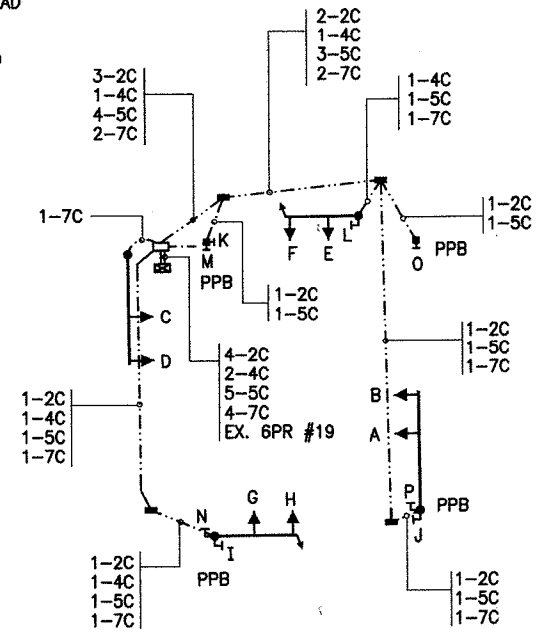 AD
2-2C
1-4C
3-5C
2-7C
3-2C
1-4C
4-5C
2-7C
1-4C
1-5C
1-7C
1-7C
K
M
PPB
F
E
L
1-2C
1-5C
O
PPB
1-2C
1-5C
C
D
4-2C
2-4C
5-5C
4-7C
EX. 6PR #19
1-2C
1-5C
1-7C
B
A
1-2C
1-4C
1-5C
1-7C
G
H
N
I
PPB
P
J
PPB
1-2C
1-4C
1-5C
1-7C
1-2C
1-5C
1-7C